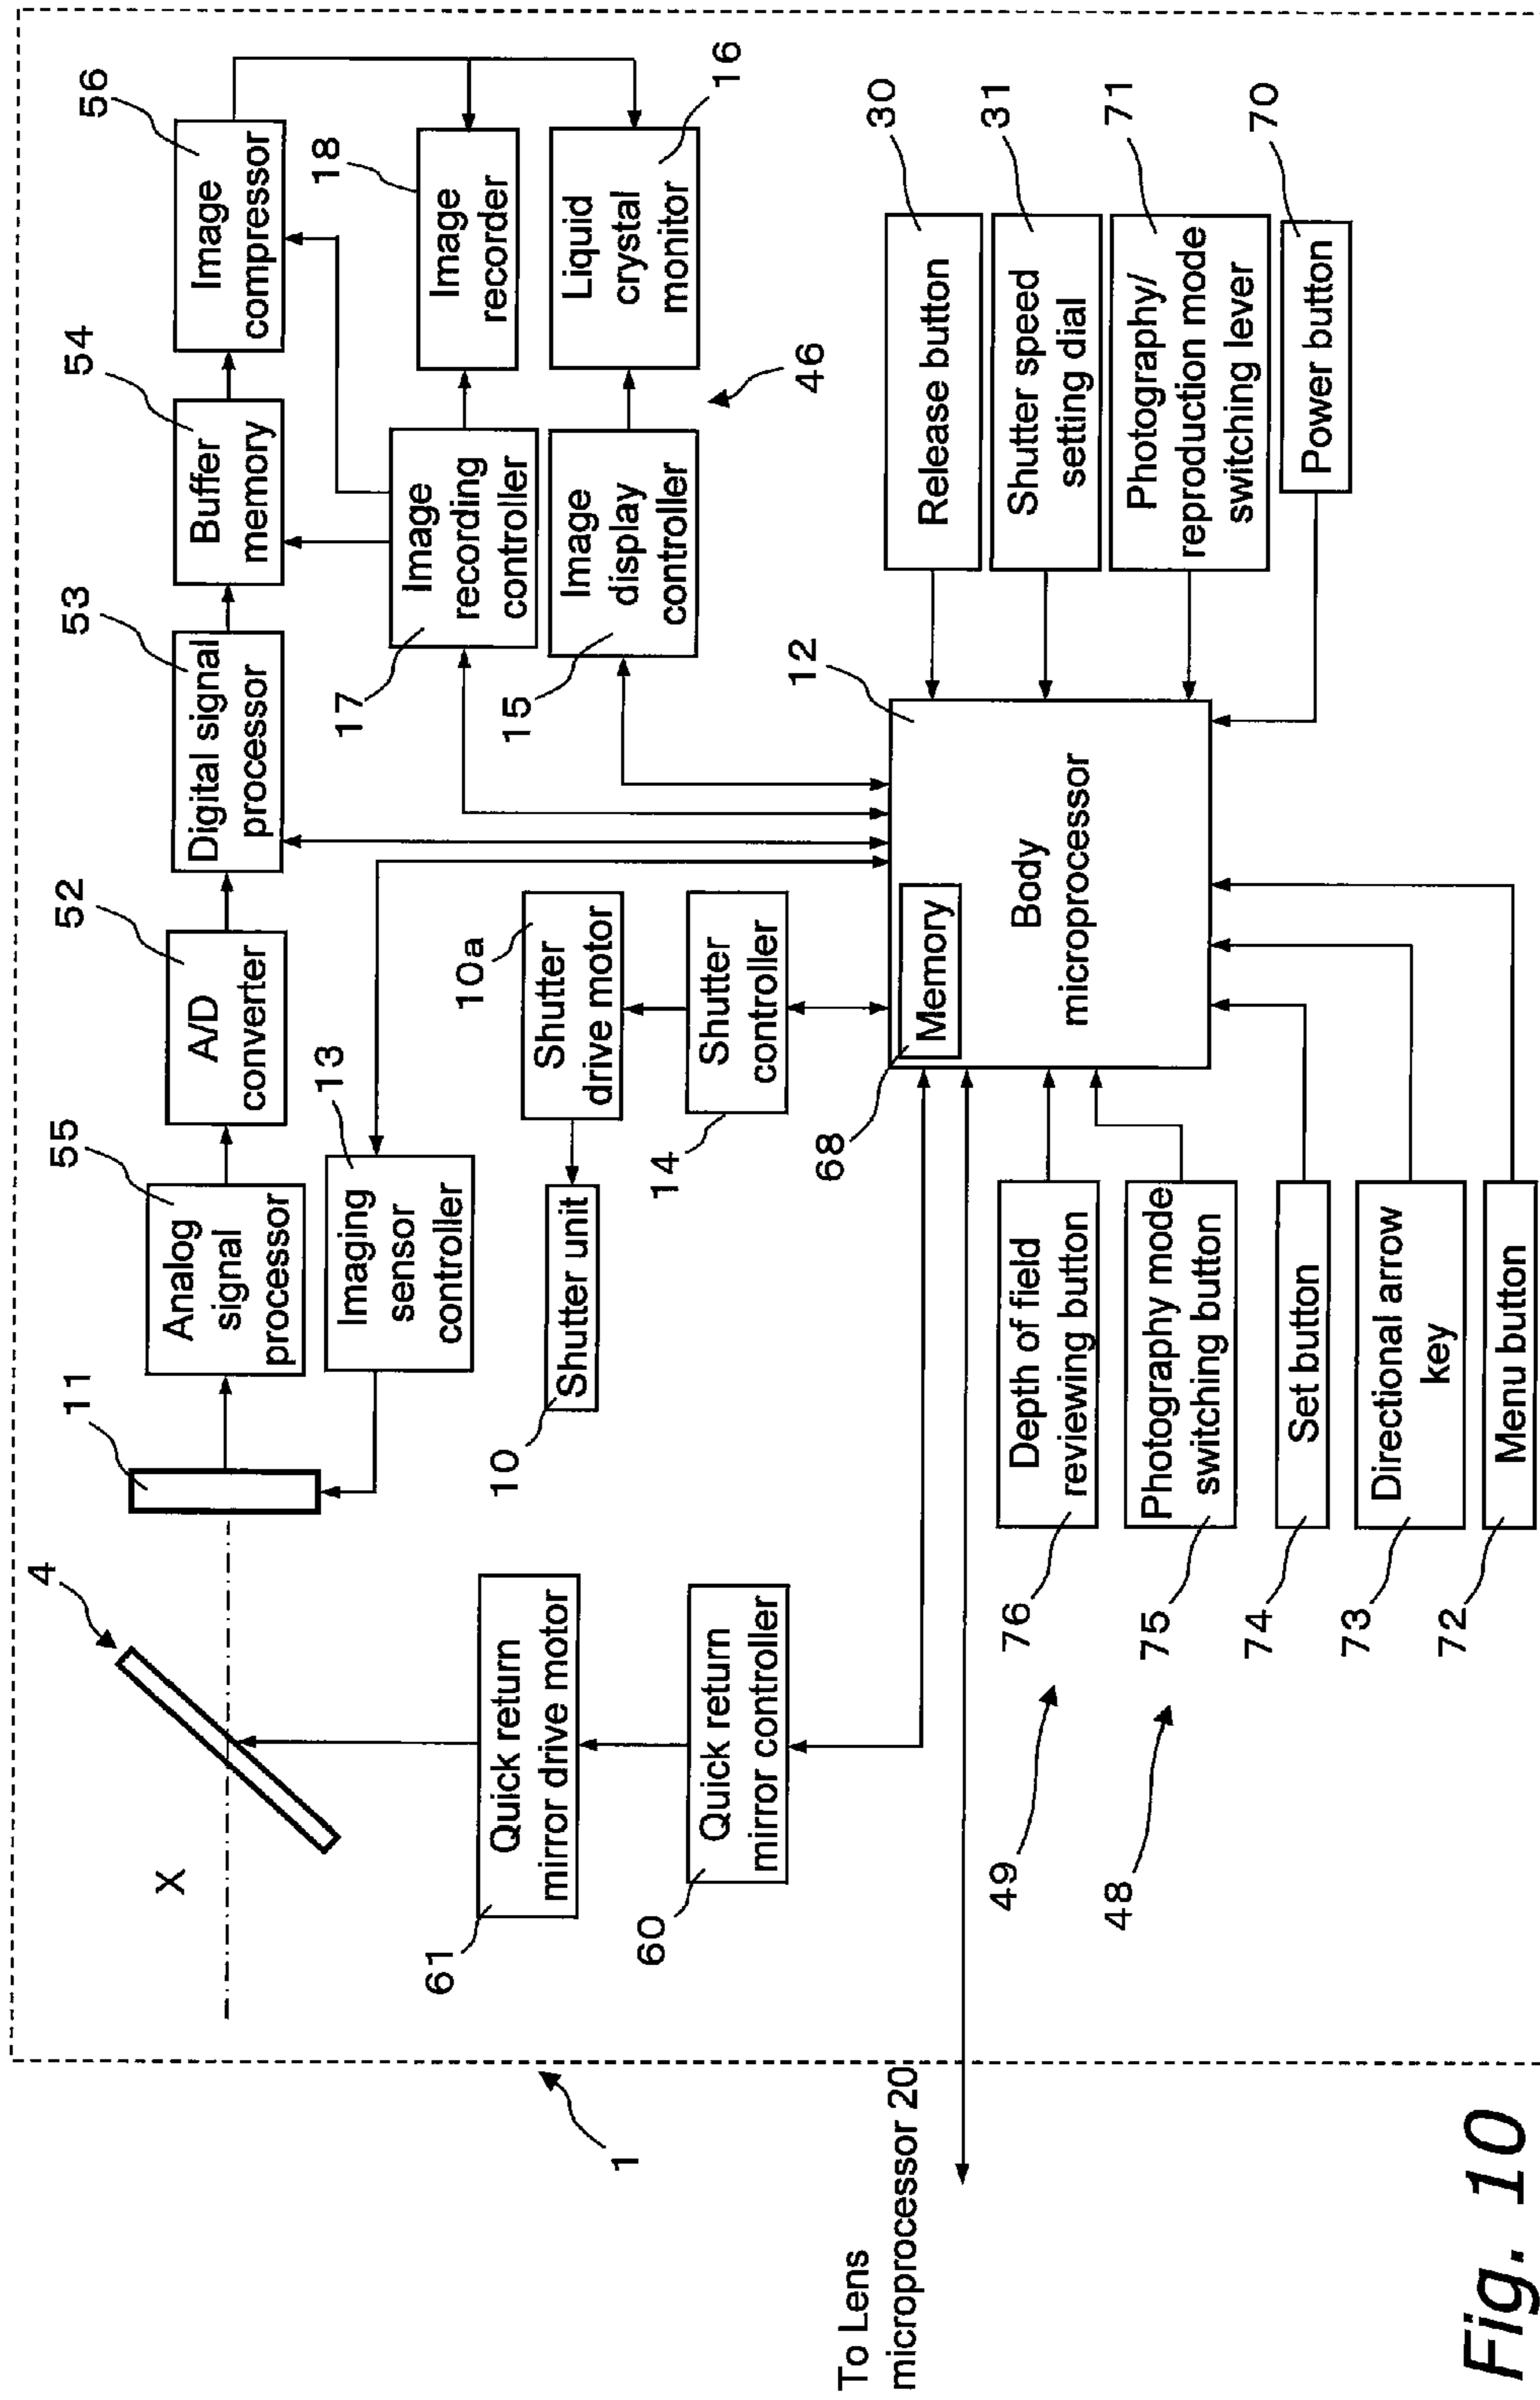 4
11
55
52
53
54
56
X
Analog
signal
processor
A/D
converter
Digital signal
processor
Buffer
memory
Image
compressor
13
Imaging
sensor
controller
17
Image
recording
controller
18
Image
recorder
61
Quick return
mirror drive motor
10
Shutter unit
10a
Shutter
drive motor
15
Image
display
controller
Liquid
crystal
monitor
16
1
60
Quick return
mirror controller
14
Shutter
controller
46
To Lens
microprocessor 20
68
Memory
Body
microprocessor
12
Release button
30
49
76
Depth of field
reviewing button
Shutter speed
setting dial
31
48
75
Photography mode
switching button
Photography/
reproduction mode
switching lever
71
74
Set button
Power button
70
73
Directional arrow
key
72
Menu button
Fig. 10